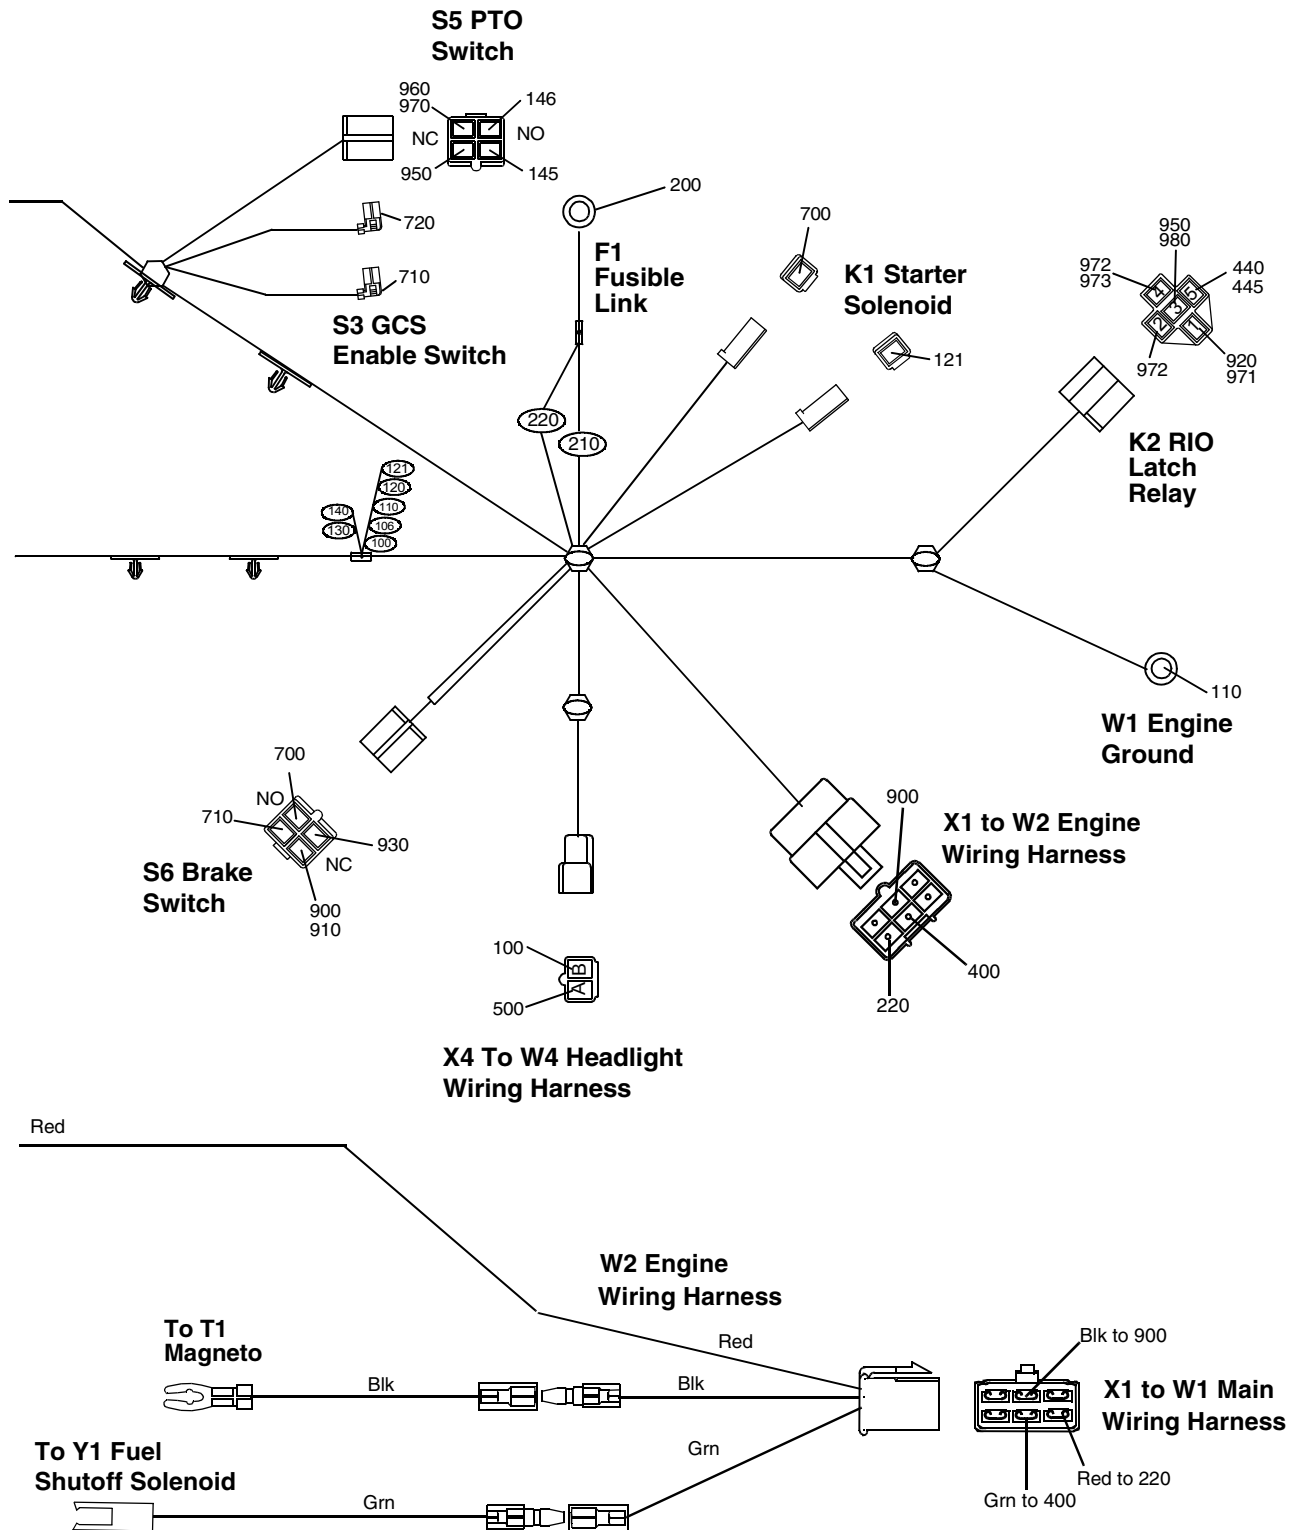 S5 PTO
Switch
960
970
146
NC
NO
950
145
200
720
700
950
980
F1
Fusible
Link
K1 Starter
Solenoid
972
973
440
445
4
5
3
2
1
710
S3 GCS
Enable Switch
121
972
920
971
220
210
K2 RIO
Latch
Relay
121
120
110
106
100
140
130
110
W1 Engine
Ground
700
NO
710
930
NC
S6 Brake
Switch
900
910
900
X1 to W2 Engine
Wiring Harness
400
220
100
B
A
500
X4 To W4 Headlight
Wiring Harness
Red
W2 Engine
Wiring Harness
To T1
Magneto
Red
Blk
Blk
Blk to 900
X1 to W1 Main
Wiring Harness
To Y1 Fuel
Shutoff Solenoid
Grn
Grn
Red to 220
Grn to 400